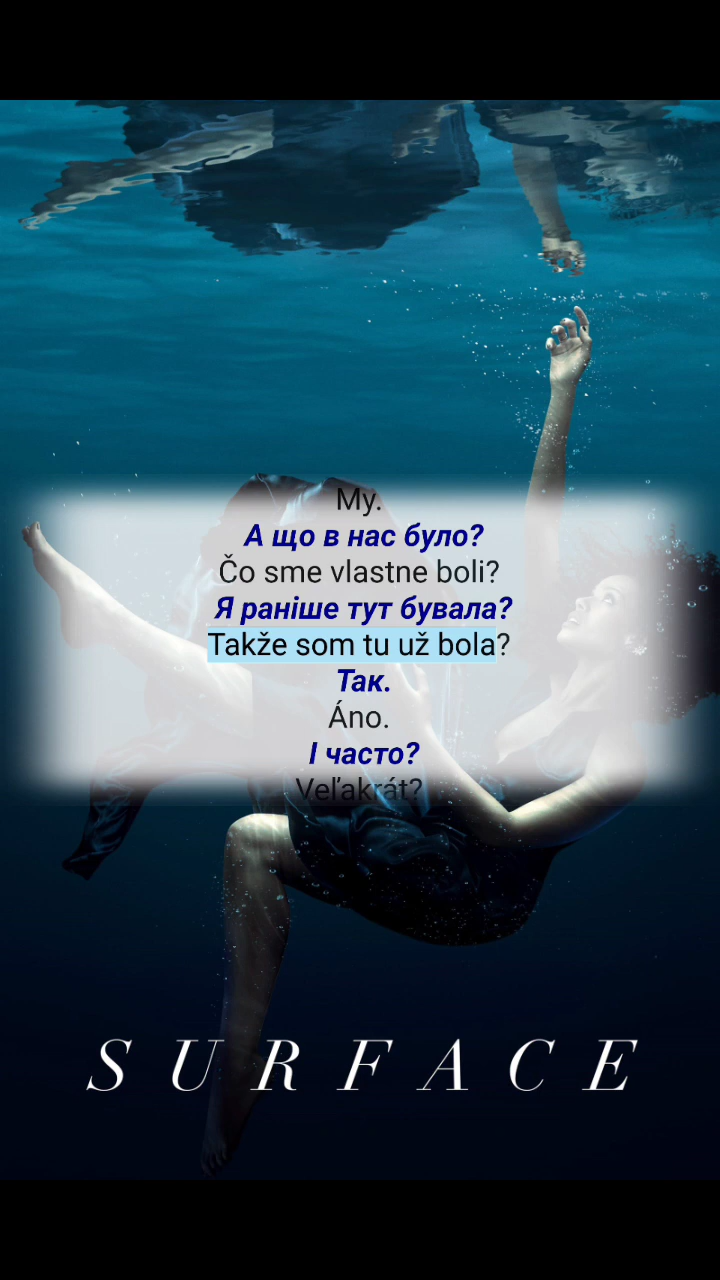 My.
А що в нас було?
Čo sme vlastne boli?
Я раніше тут бувала?
Takže som tu už bola?
Так.
Áno.
І часто?
Veľakrát?
SURFACE